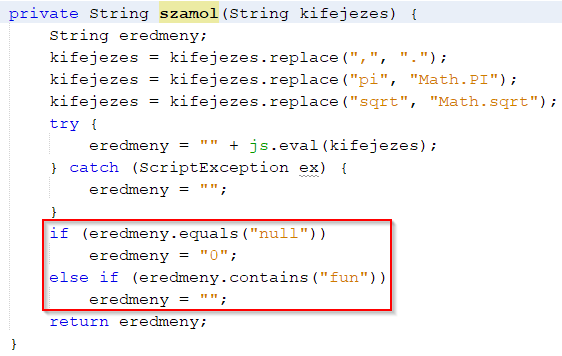 private String szamol(String kifejezes) {
String eredmeny;
kifejezes = kifejezes.replace(",", ".");
kifejezes = kifejezes.replace("pi", "Math.PI");
kifejezes = kifejezes.replace("sqrt", "Math.sqrt");
try {
eredmeny = "" + js.eval(kifejezes);
} catch (ScriptException ex) {
eredmeny = "";
}
if (eredmeny.equals("null"))
eredmeny = "0";
else if (eredmeny.contains("fun"))
eredmeny = "";
return eredmeny;
}